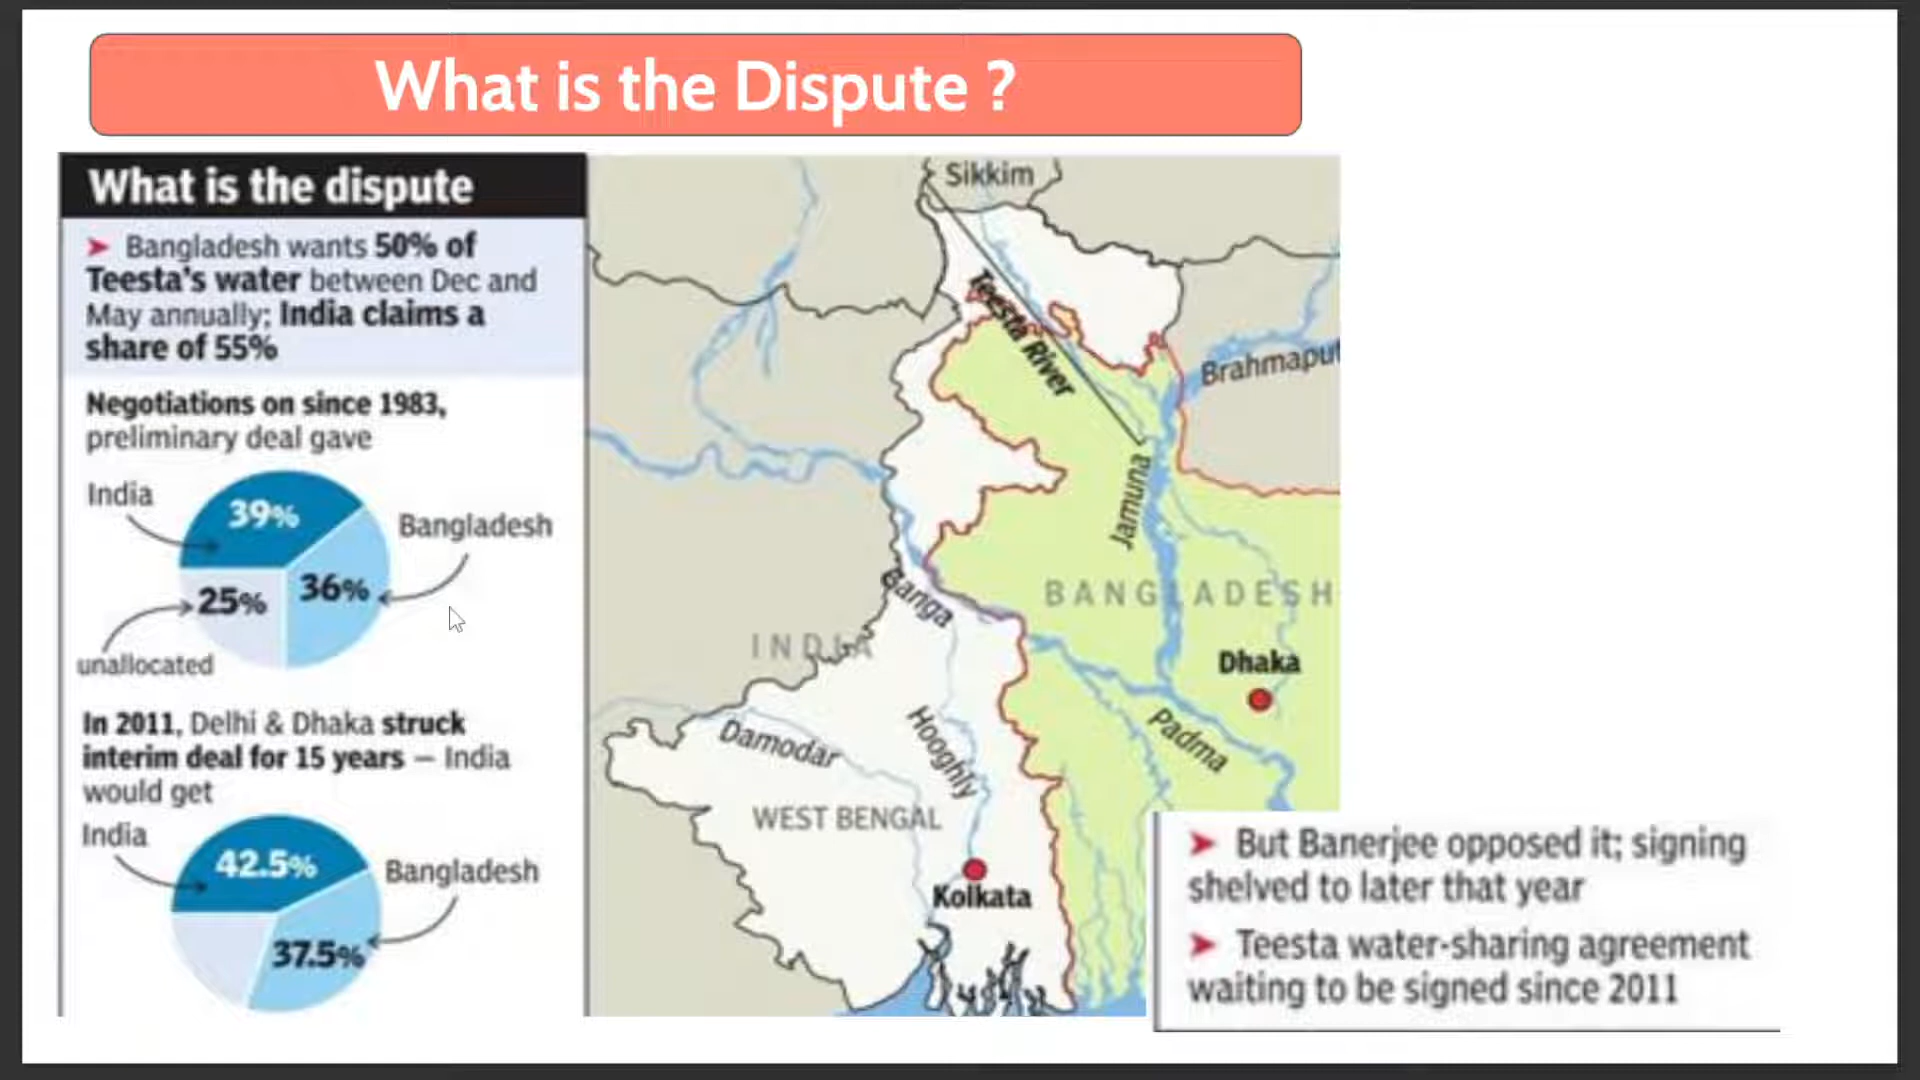 What is the Dispute ?
What is the dispute
➤ Bangladesh wants 50% of
Teesta's water between Dec and
May annually; India claims a
share of 55%
Negotiations on since 1983,
preliminary deal gave
India
39%
Bangladesh
36%
25%
unallocated
In 2011, Delhi & Dhaka struck
interim deal for 15 years — India
would get
India
42.5%
Bangladesh
37.5%
Sikkim
Teesta River
Brahmaput
Jamuna
BANGLADESH
Banga
INDIA
Dhaka
Padma
Damodar
Hooghly
WEST BENGAL
Kolkata
➤ But Banerjee opposed it; signing
shelved to later that year
➤ Teesta water-sharing agreement
waiting to be signed since 2011